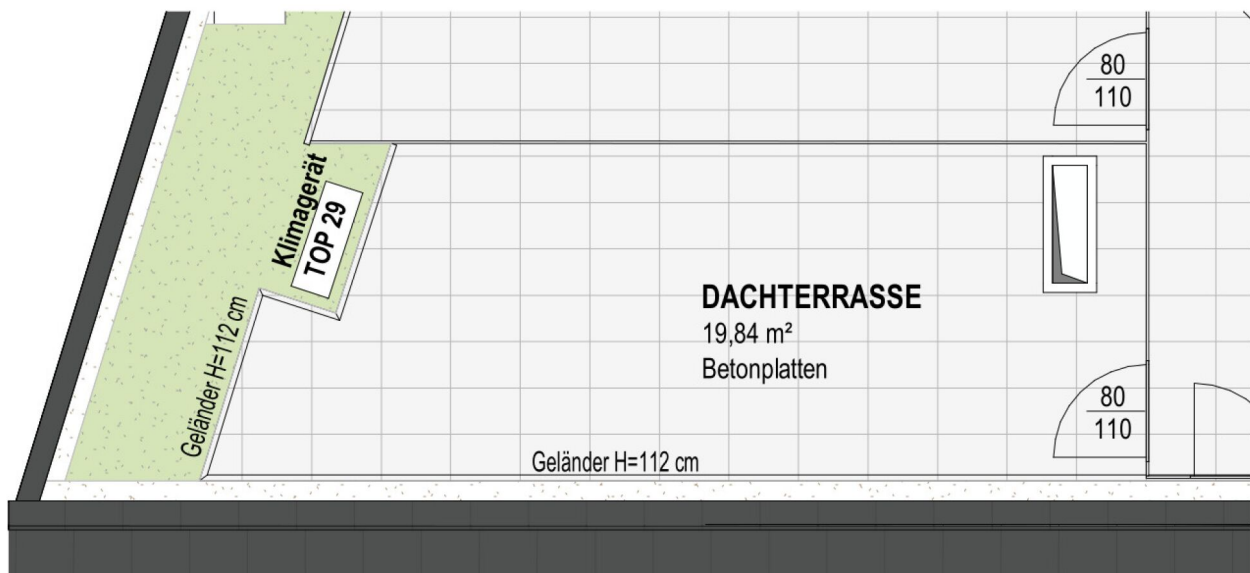 80
110
Klimagerät
TOP 29
DACHTERRASSE
19,84 m²
Betonplatten
Geländer H=112 cm
80
110
Geländer H=112 cm